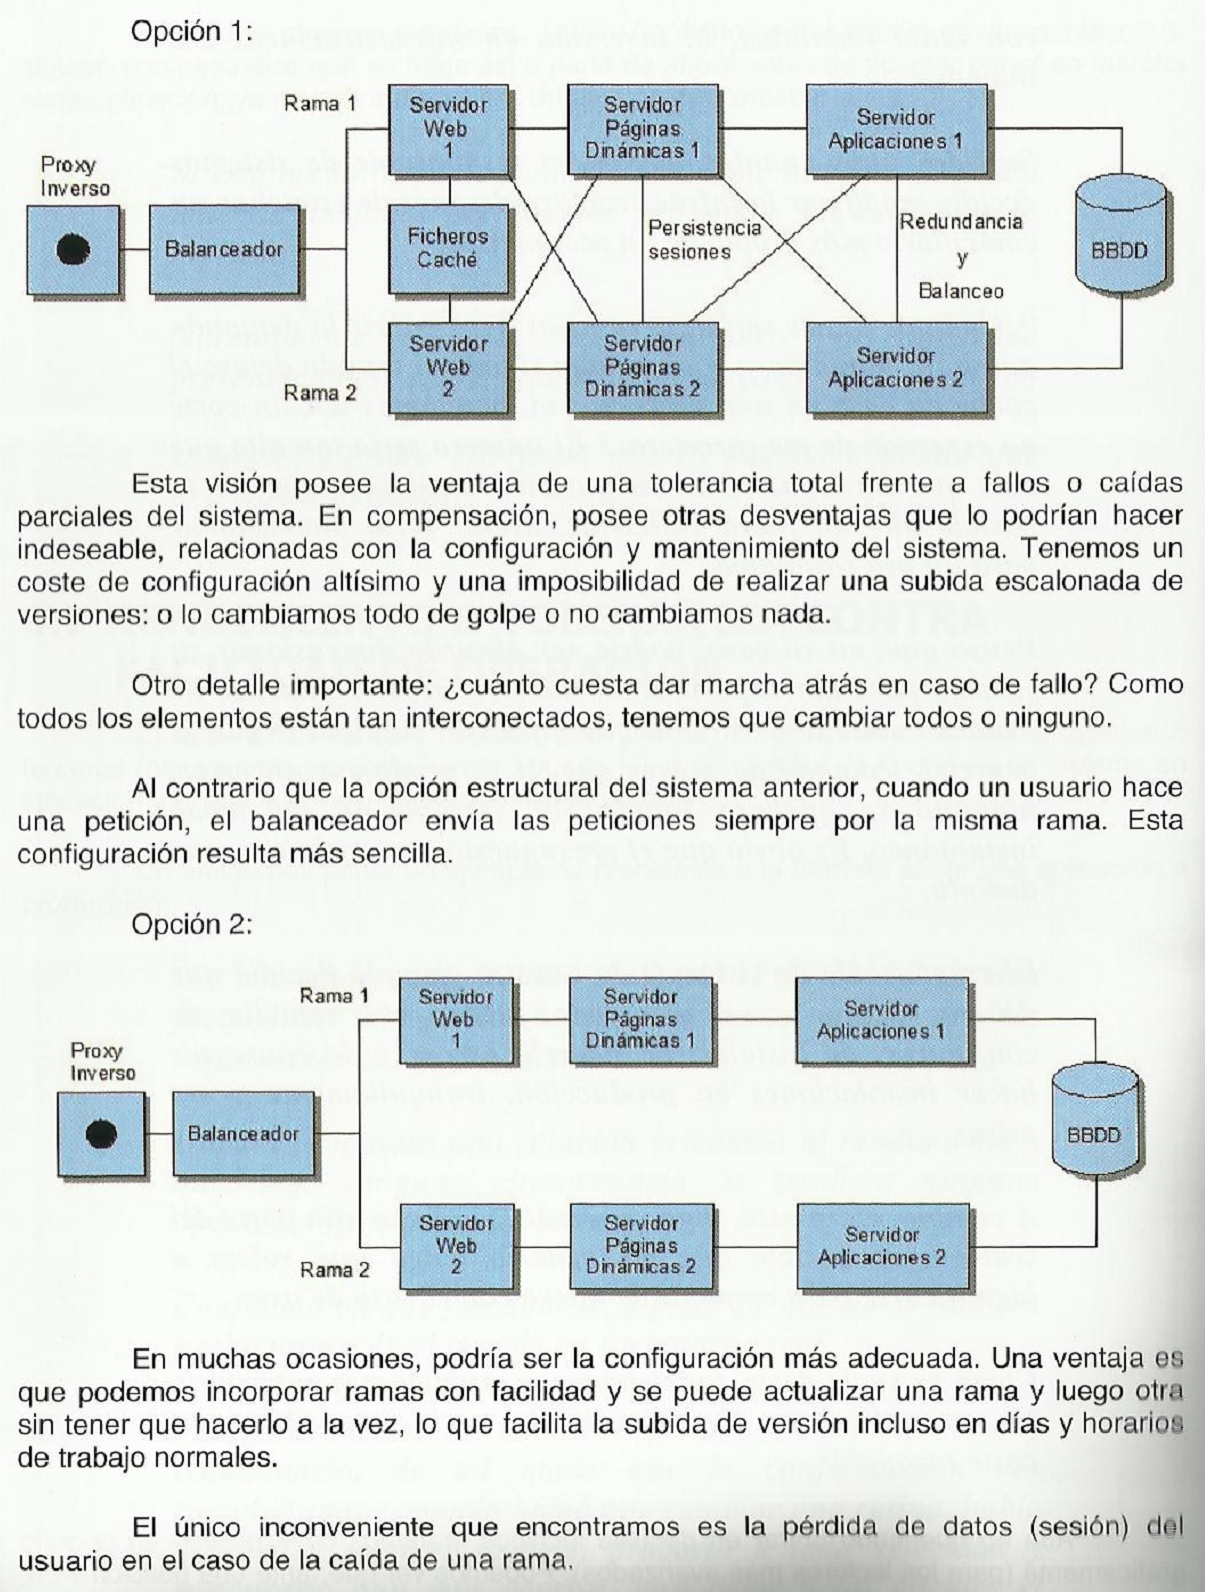 Opción 1:
Rama 1
Proxy
Inverso
Balanceador
Servidor
Web
1
Ficheros
Caché
Servidor
Web
2
Rama 2
Servidor
Páginas
Dinámicas 1
Persistencia
sesiones
Servidor
Páginas
Dinámicas 2
Servidor
Aplicaciones 1
Redundancia
y
Balanceo
Servidor
Aplicaciones 2
BBDD
Esta visión posee la ventaja de una tolerancia total frente a fallos o caídas
parciales del sistema. En compensación, posee otras desventajas que lo podrían hacer
indeseable, relacionadas con la configuración y mantenimiento del sistema. Tenemos un
coste de configuración altísimo y una imposibilidad de realizar una subida escalonada de
versiones: o lo cambiamos todo de golpe o no cambiamos nada.
Otro detalle importante: ¿cuánto cuesta dar marcha atrás en caso de fallo? Como
todos los elementos están tan interconectados, tenemos que cambiar todos o ninguno.
Al contrario que la opción estructural del sistema anterior, cuando un usuario hace
una petición, el balanceador envía las peticiones siempre por la misma rama. Esta
configuración resulta más sencilla.
Opción 2:
Rama 1
Proxy
Inverso
Balanceador
Servidor
Web
1
Servidor
Páginas
Dinámicas 1
Servidor
Aplicaciones 1
BBDD
Rama 2
Servidor
Web
2
Servidor
Páginas
Dinámicas 2
Servidor
Aplicaciones 2
En muchas ocasiones, podría ser la configuración más adecuada. Una ventaja es
que podemos incorporar ramas con facilidad y se puede actualizar una rama y luego otra
sin tener que hacerlo a la vez, lo que facilita la subida de versión incluso en días y horarios
de trabajo normales.
El único inconveniente que encontramos es la pérdida de datos (sesión) del
usuario en el caso de la caída de una rama.